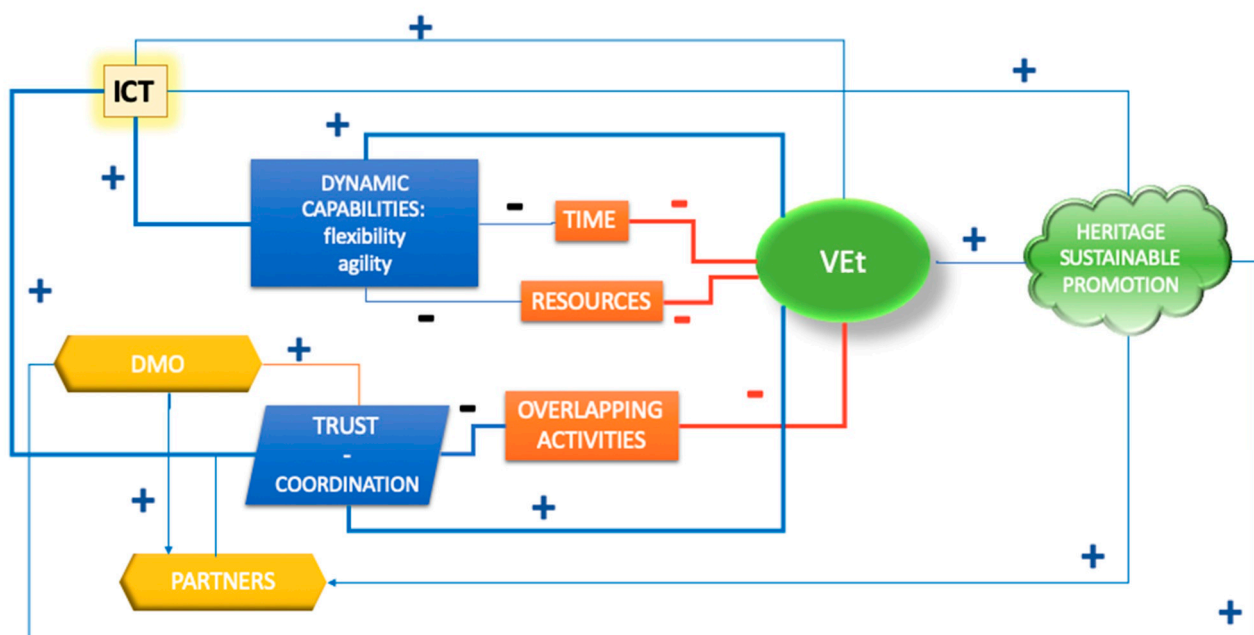 +
+
ICT
+
+
DYNAMIC
CAPABILITIES:
flexibility
agility
-
TIME
-
VEt
+
HERITAGE
SUSTAINABLE
PROMOTION
RESOURCES
-
-
+
DMO
+
TRUST
-
COORDINATION
-
OVERLAPPING
ACTIVITIES
-
+
+
PARTNERS
+
+